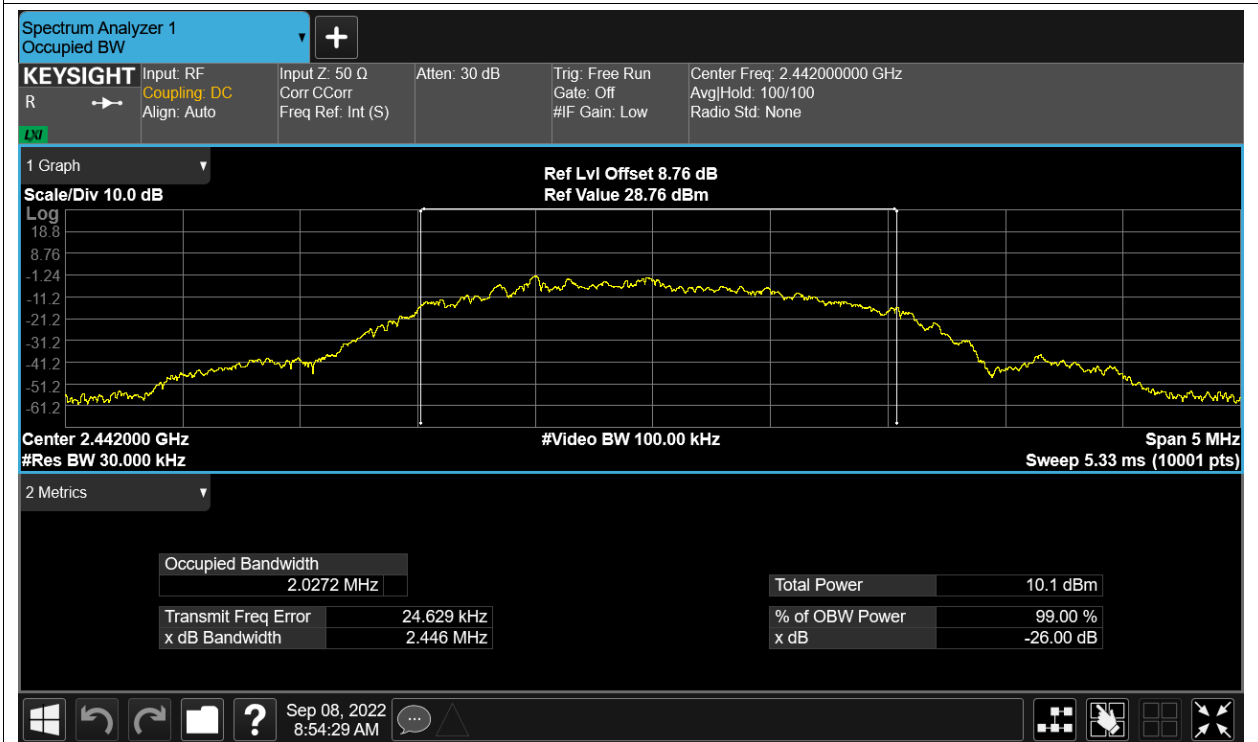 Spectrum Analyzer 1
Occupied BW
KEYSIGHT
R
LXI
Input: RF
Coupling: DC
Align: Auto
Input Z: 50 Ω
Corr CCorr
Freq Ref: Int (S)
Atten: 30 dB
Trig: Free Run
Gate: Off
#IF Gain: Low
Center Freq: 2.442000000 GHz
Avg|Hold: 100/100
Radio Std: None
1 Graph
Scale/Div 10.0 dB
Ref Lvl Offset 8.76 dB
Ref Value 28.76 dBm
Log
18.8
8.76
-1.24
-11.2
-21.2
-31.2
-41.2
-51.2
-61.2
Center 2.442000 GHz
#Video BW 100.00 kHz
Span 5 MHz
#Res BW 30.000 kHz
Sweep 5.33 ms (10001 pts)
2 Metrics
Occupied Bandwidth
2.0272 MHz
Total Power 10.1 dBm
Transmit Freq Error 24.629 kHz
% of OBW Power 99.00 %
x dB Bandwidth 2.446 MHz
x dB -26.00 dB
?
Sep 08, 2022
8:54:29 AM